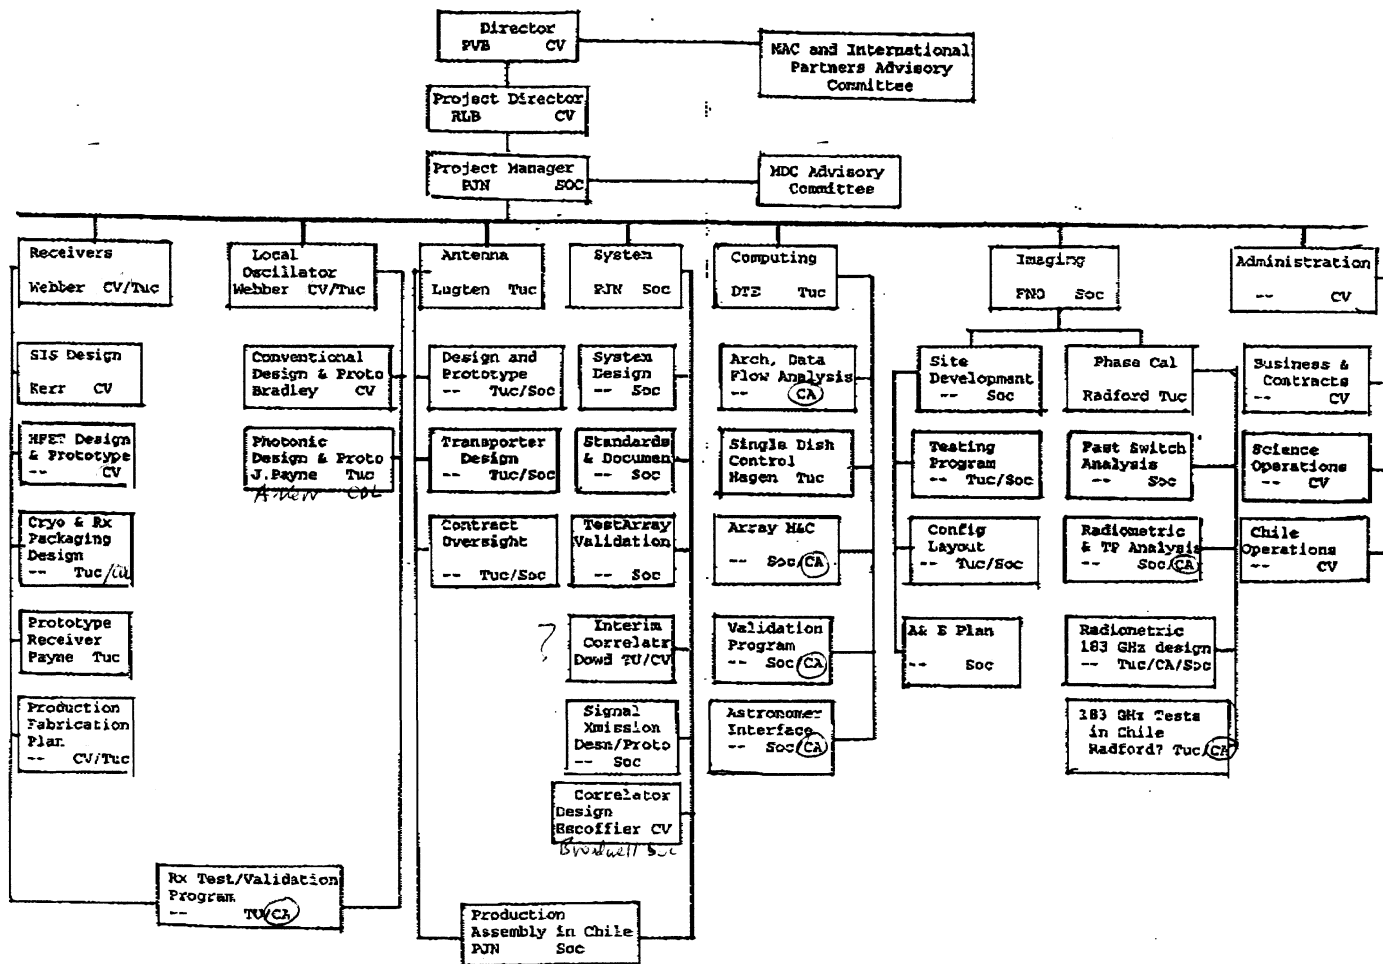 Director
PVB CV
MAC and International
Partners Advisory
Committee
Project Director
RLB CV
Project Manager
PJN SOC
MDC Advisory
Committee
Receivers
Webber CV/Tuc
Local
Oscillator
Webber CV/Tuc
Antenna
Lugten Tuc
System
PJN Soc
Computing
DTE Tuc
Imaging
FNO Soc
Administration
-- CV
SIS Design
Kerr CV
HFET Design
& Prototype
-- CV
Cryo & Rx
Packaging
Design
-- Tuc
Prototype
Receiver
Payne Tuc
Production
Fabrication
Plan
-- CV/Tuc
Conventional
Design & Proto
Bradley CV
Photonic
Design & Proto
J.Payne Tuc
Design and
Prototype
-- Tuc/Soc
Transporter
Design
-- Tuc/Soc
Contract
Oversight
-- Tuc/Soc
System
Design
-- Soc
Standards
& Documen
-- Soc
TestArray
Validation
-- Soc
?
Interim
Correlatr
Dowd TU/CV
Signal
Xmission
Desn/Proto
-- Soc
Correlator
Design
Escoffier CV
Arch, Data
Flow Analysis
-- CA
Single Dish
Control
Hagen Tuc
Array M&C
-- Soc/CA
Validation
Program
-- Soc/CA
Astronomer
Interface
-- Soc/CA
Site
Development
-- Soc
Testing
Program
-- Tuc/Soc
Config
Layout
-- Tuc/Soc
A& E Plan
-- Soc
Phase Cal
Radford Tuc
Fast Switch
Analysis
-- Soc
Radiometric
& TP Analysis
-- Soc/CA
Radiometric
183 GHz design
-- Tuc/CA/Soc
183 GHz Tests
in Chile
Radford? Tuc/CA
Business &
Contracts
-- CV
Science
Operations
-- CV
Chile
Operations
-- CV
Rx Test/Validation
Program
-- TU/CA
Production
Assembly in Chile
PJN Soc